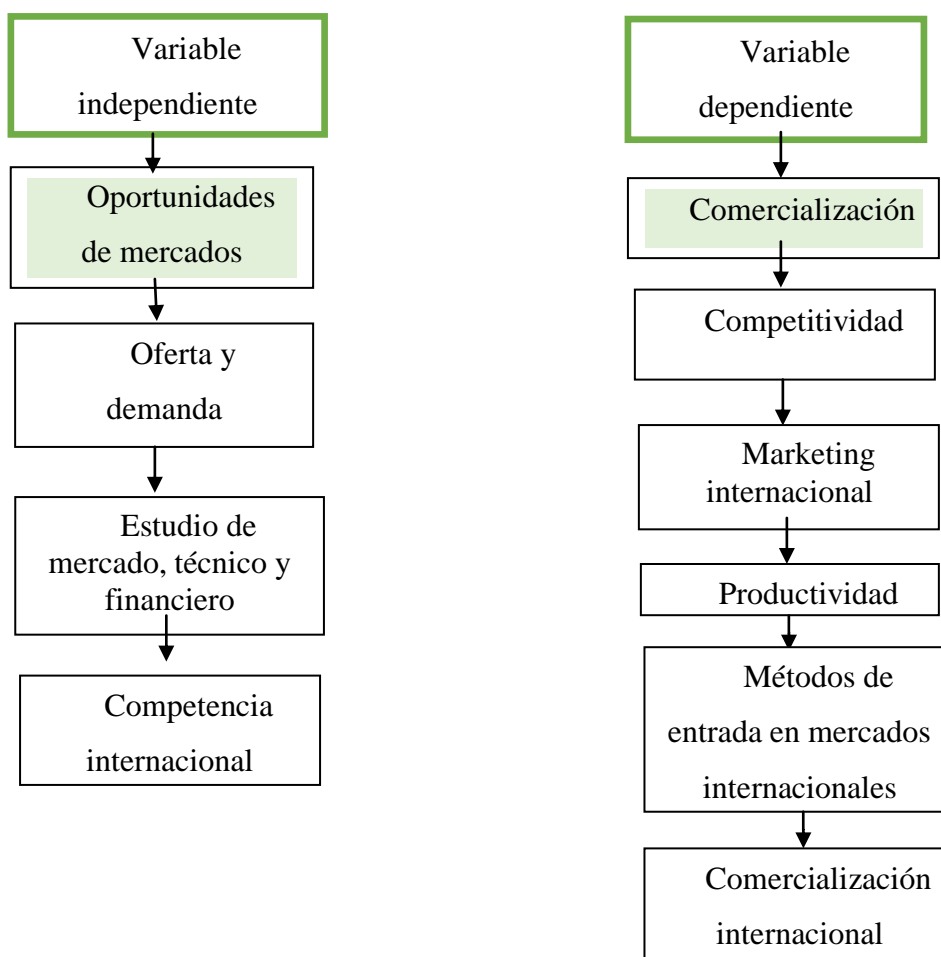 Variable
independiente
Oportunidades
de mercados
Oferta y
demanda
Estudio de
mercado, técnico y
financiero
Competencia
internacional
Variable
dependiente
Comercialización
Competitividad
Marketing
internacional
Productividad
Métodos de
entrada en mercados
internacionales
Comercialización
internacional